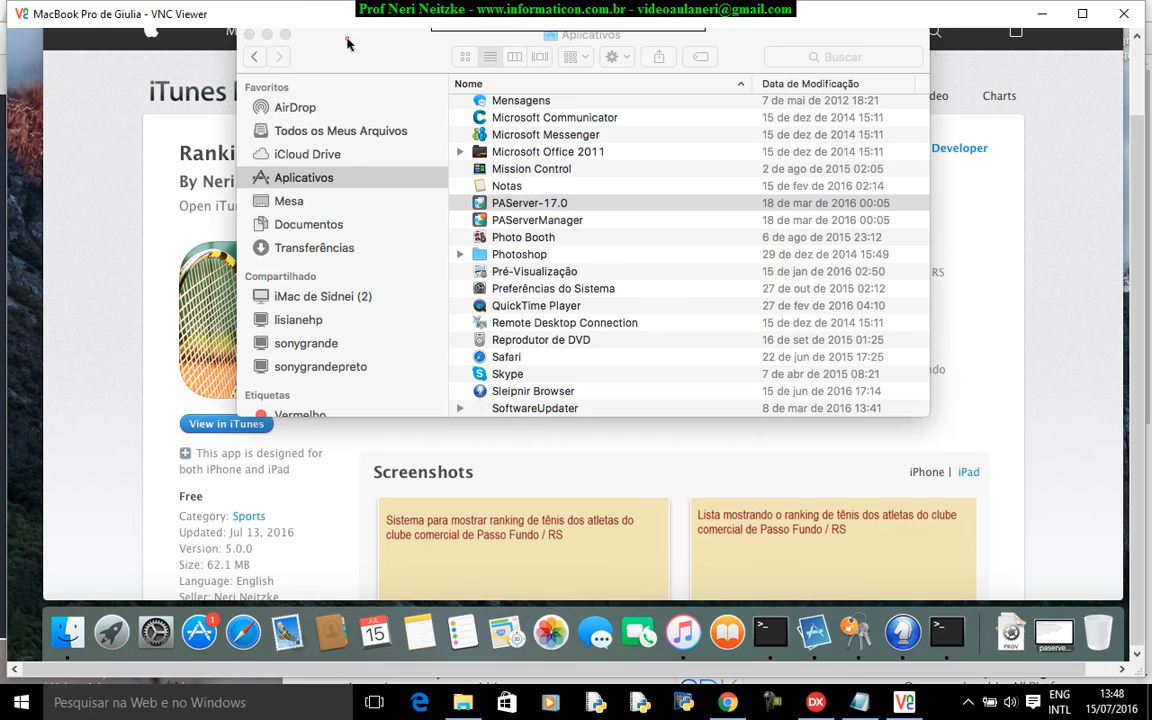 Prof Neri Neitzke - www.informaticon.com.br - videoaulaneri@gmail.com
MacBook Pro de Giulia - VNC Viewer
Aplicativos
Buscar
iTunes
Charts
Ranki
By Neri
Developer
Favoritos
AirDrop
Todos os Meus Arquivos
iCloud Drive
Aplicativos
Mesa
Documentos
Transferências
Compartilhado
iMac de Sidnei (2)
lisianehp
sonygrande
sonygrandepreto
Etiquetas
Vermelho
Nome Data de Modificação
Mensagens 7 de mai de 2012 18:21
Microsoft Communicator 15 de dez de 2014 15:11
Microsoft Messenger 15 de dez de 2014 15:11
Microsoft Office 2011 15 de dez de 2014 15:11
Mission Control 2 de ago de 2015 02:05
Notas 15 de fev de 2016 02:14
PAServer-17.0 18 de mar de 2016 00:05
PAServerManager 18 de mar de 2016 00:05
Photo Booth 6 de ago de 2015 23:12
Photoshop 29 de dez de 2014 15:49
Pré-Visualização 15 de jan de 2016 02:50
Preferências do Sistema 27 de out de 2015 02:12
QuickTime Player 27 de fev de 2016 04:10
Remote Desktop Connection 15 de dez de 2014 15:11
Reprodutor de DVD 16 de set de 2015 01:25
Safari 22 de jun de 2015 17:25
Skype 7 de abr de 2015 08:21
Sleipnir Browser 15 de jun de 2016 17:14
SoftwareUpdater 8 de mar de 2016 13:41
RS
View in iTunes
This app is designed for
both iPhone and iPad
Free
Category: Sports
Updated: Jul 13, 2016
Version: 5.0.0
Size: 62.1 MB
Language: English
Seller: Neri Neitzke
Screenshots
iPhone | iPad
Sistema para mostrar ranking de tênis dos atletas do
clube comercial de Passo Fundo / RS
Lista mostrando o ranking de tênis dos atletas do clube
comercial de Passo Fundo / RS
1
JUL
15
PROV
Pesquisar na Web e no Windows
ENG
INTL
13:48
15/07/2016